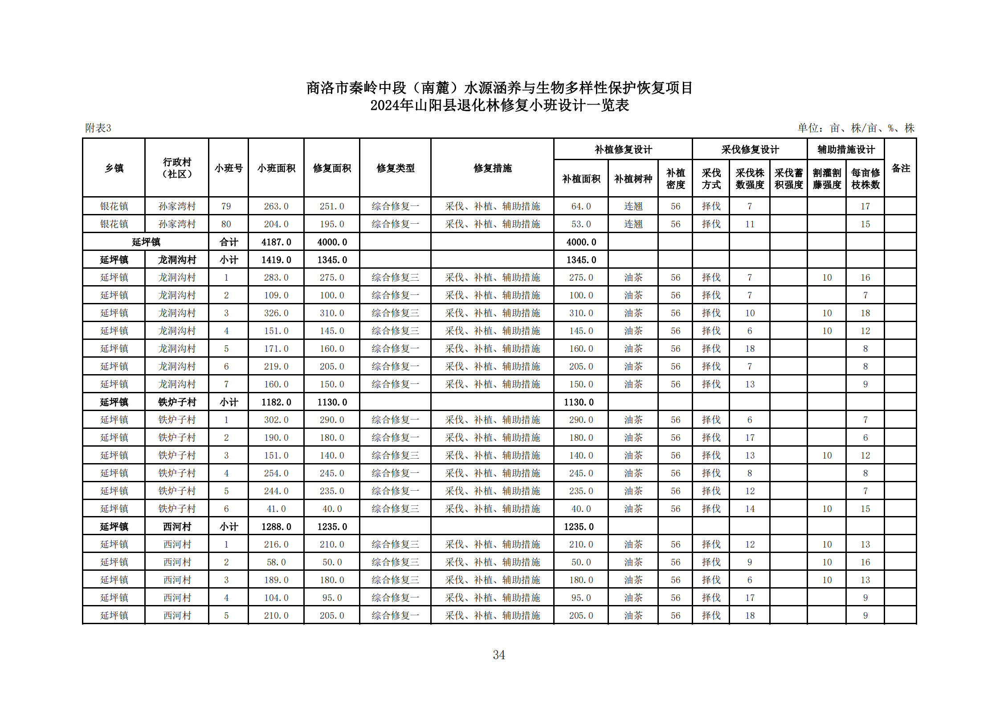 商洛市秦岭中段（南麓）水源涵养与生物多样性保护恢复项目
2024年山阳县退化林修复小班设计一览表
附表3 单位：亩、株/亩、%、株
乡镇 行政村（社区） 小班号 小班面积 修复面积 修复类型 修复措施 补植修复设计 采伐修复设计 辅助措施设计 备注
补植面积 补植树种 补植密度 采伐方式 采伐株数强度 采伐蓄积强度 割灌割藤强度 每亩修枝株数
银花镇 孙家湾村 79 263.0 251.0 综合修复一 采伐、补植、辅助措施 64.0 连翘 56 择伐 7 17
银花镇 孙家湾村 80 204.0 195.0 综合修复一 采伐、补植、辅助措施 53.0 连翘 56 择伐 11 15
延坪镇 合计 4187.0 4000.0 4000.0
延坪镇 龙洞沟村 小计 1419.0 1345.0 1345.0
延坪镇 龙洞沟村 1 283.0 275.0 综合修复三 采伐、补植、辅助措施 275.0 油茶 56 择伐 7 10 16
延坪镇 龙洞沟村 2 109.0 100.0 综合修复一 采伐、补植、辅助措施 100.0 油茶 56 择伐 7 7
延坪镇 龙洞沟村 3 326.0 310.0 综合修复三 采伐、补植、辅助措施 310.0 油茶 56 择伐 10 10 18
延坪镇 龙洞沟村 4 151.0 145.0 综合修复三 采伐、补植、辅助措施 145.0 油茶 56 择伐 6 10 12
延坪镇 龙洞沟村 5 171.0 160.0 综合修复一 采伐、补植、辅助措施 160.0 油茶 56 择伐 18 8
延坪镇 龙洞沟村 6 219.0 205.0 综合修复一 采伐、补植、辅助措施 205.0 油茶 56 择伐 7 8
延坪镇 龙洞沟村 7 160.0 150.0 综合修复一 采伐、补植、辅助措施 150.0 油茶 56 择伐 13 9
延坪镇 铁炉子村 小计 1182.0 1130.0 1130.0
延坪镇 铁炉子村 1 302.0 290.0 综合修复一 采伐、补植、辅助措施 290.0 油茶 56 择伐 6 7
延坪镇 铁炉子村 2 190.0 180.0 综合修复一 采伐、补植、辅助措施 180.0 油茶 56 择伐 17 6
延坪镇 铁炉子村 3 151.0 140.0 综合修复三 采伐、补植、辅助措施 140.0 油茶 56 择伐 13 10 12
延坪镇 铁炉子村 4 254.0 245.0 综合修复一 采伐、补植、辅助措施 245.0 油茶 56 择伐 8 8
延坪镇 铁炉子村 5 244.0 235.0 综合修复一 采伐、补植、辅助措施 235.0 油茶 56 择伐 12 7
延坪镇 铁炉子村 6 41.0 40.0 综合修复三 采伐、补植、辅助措施 40.0 油茶 56 择伐 14 10 15
延坪镇 西河村 小计 1288.0 1235.0 1235.0
延坪镇 西河村 1 216.0 210.0 综合修复三 采伐、补植、辅助措施 210.0 油茶 56 择伐 12 10 13
延坪镇 西河村 2 58.0 50.0 综合修复三 采伐、补植、辅助措施 50.0 油茶 56 择伐 9 10 16
延坪镇 西河村 3 189.0 180.0 综合修复三 采伐、补植、辅助措施 180.0 油茶 56 择伐 6 10 13
延坪镇 西河村 4 104.0 95.0 综合修复一 采伐、补植、辅助措施 95.0 油茶 56 择伐 17 9
延坪镇 西河村 5 210.0 205.0 综合修复一 采伐、补植、辅助措施 205.0 油茶 56 择伐 18 9
34